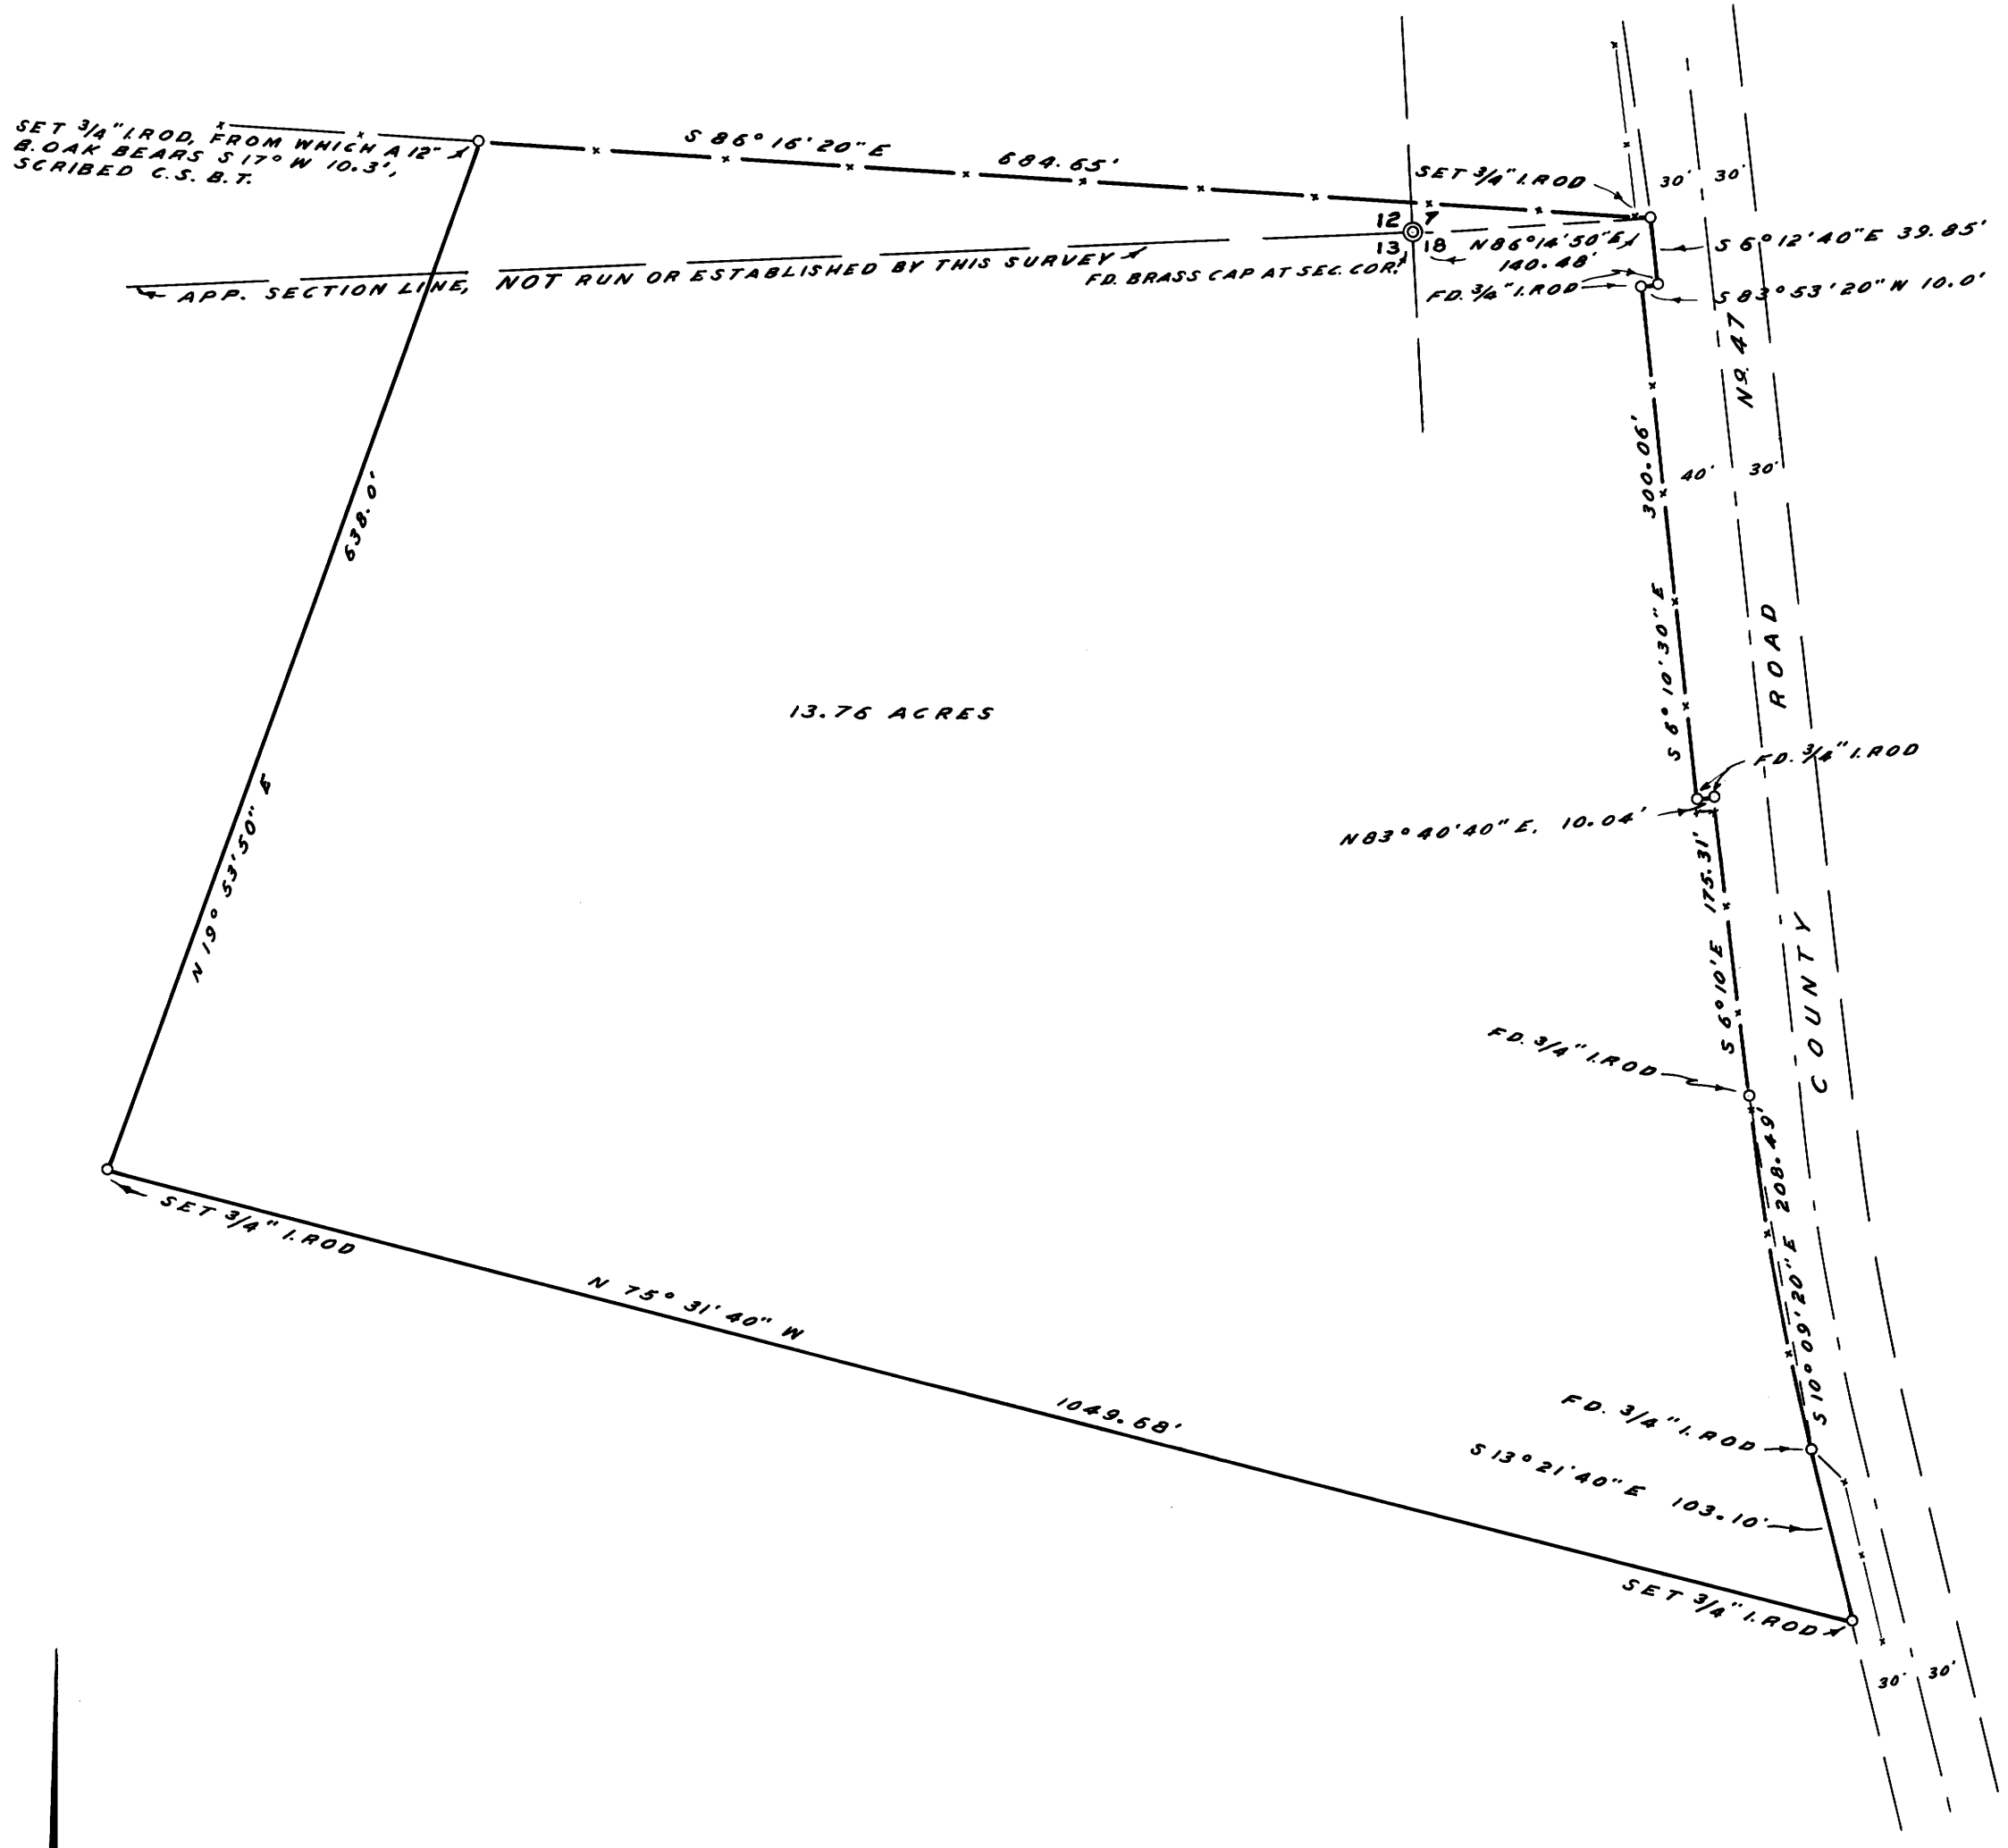 SET 3/4" I.ROD, FROM WHICH A 12"
B. OAK BEARS S 17° W 10.3',
SCRIBED C.S. B.T.
S 86° 16' 20" E
684.65'
SET 3/4" I.ROD
30' 30'
12 7
13 18
N 86° 14' 50" E
140.48'
S 6° 12' 40" E 39.85'
APP. SECTION LINE, NOT RUN OR ESTABLISHED BY THIS SURVEY
FD. BRASS CAP AT SEC. COR.
FD. 3/4" I.ROD
S 83° 53' 20" W 10.0'
Nº 47
300.06'
40' 30'
638.0'
S 6° 10' 30" E
ROAD
13.76 ACRES
FD. 3/4" I.ROD
N 19° 53' 50" E
N 83° 40' 40" E, 10.04'
175.31'
S 6° 10' E
COUNTY
FD. 3/4" I.ROD
208.49'
SET 3/4" I.ROD
S 10° 09' 20" E
N 75° 31' 40" W
1049.68'
FD. 3/4" I.ROD
S 13° 21' 40" E 103.10'
SET 3/4" I.ROD
30' 30'